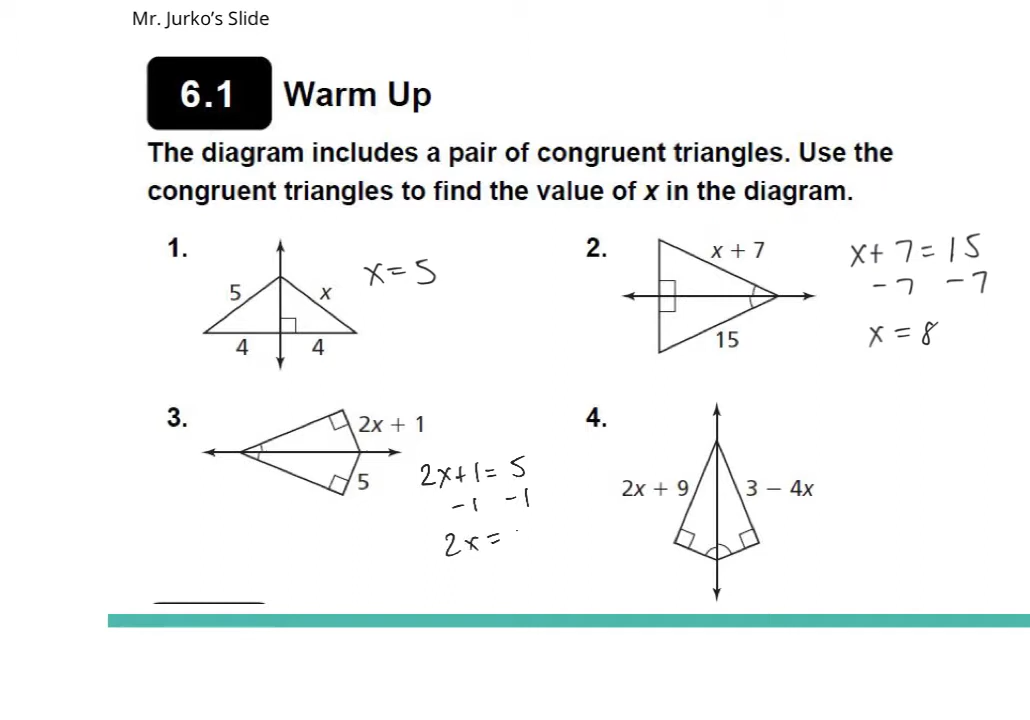 Mr. Jurko’s Slide
6.1 Warm Up
The diagram includes a pair of congruent triangles. Use the
congruent triangles to find the value of x in the diagram.
1.
5
x
4
4
x=5
2.
x + 7
15
x+7=15
-7 -7
x=8
3.
2x + 1
5
2x+1=5
-1 -1
2x=
4.
2x + 9
3 − 4x